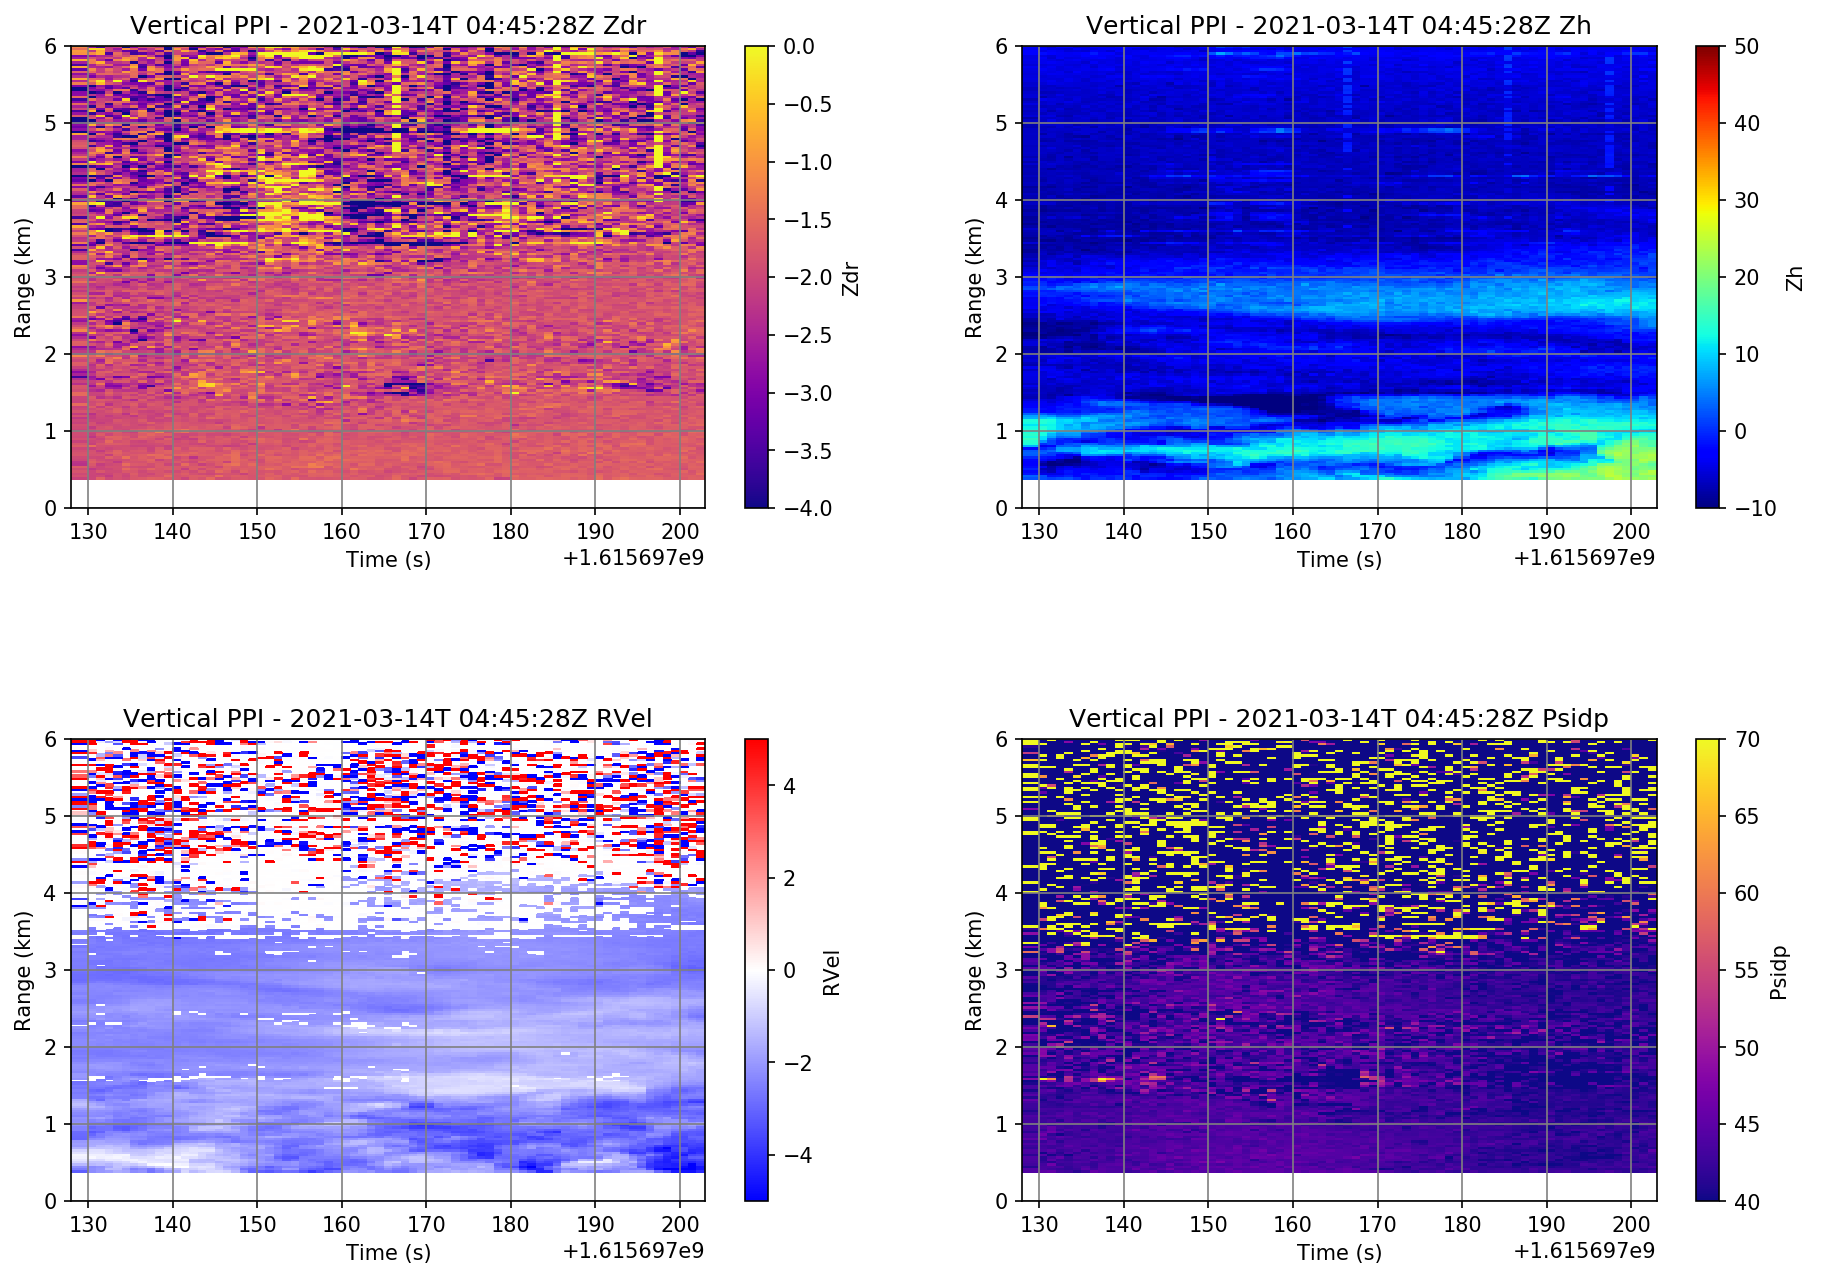 Vertical PPI - 2021-03-14T 04:45:28Z Zdr
6
5
4
3
2
1
0
Range (km)
130 140 150 160 170 180 190 200
Time (s)
+1.615697e9
0.0
−0.5
−1.0
−1.5
−2.0
−2.5
−3.0
−3.5
−4.0
Zdr
Vertical PPI - 2021-03-14T 04:45:28Z Zh
6
5
4
3
2
1
0
Range (km)
130 140 150 160 170 180 190 200
Time (s)
+1.615697e9
50
40
30
20
10
0
−10
Zh
Vertical PPI - 2021-03-14T 04:45:28Z RVel
6
5
4
3
2
1
0
Range (km)
130 140 150 160 170 180 190 200
Time (s)
+1.615697e9
4
2
0
−2
−4
RVel
Vertical PPI - 2021-03-14T 04:45:28Z Psidp
6
5
4
3
2
1
0
Range (km)
130 140 150 160 170 180 190 200
Time (s)
+1.615697e9
70
65
60
55
50
45
40
Psidp